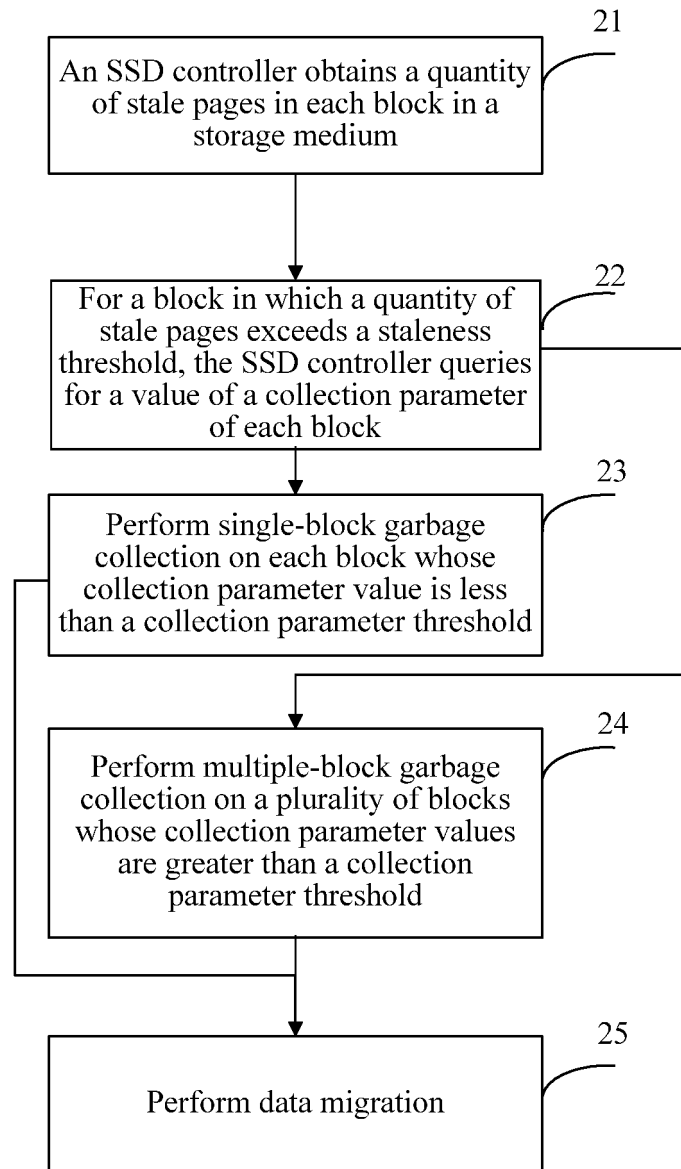 21
An SSD controller obtains a quantity
of stale pages in each block in a
storage medium
22
For a block in which a quantity of
stale pages exceeds a staleness
threshold, the SSD controller queries
for a value of a collection parameter
of each block
23
Perform single-block garbage
collection on each block whose
collection parameter value is less
than a collection parameter threshold
24
Perform multiple-block garbage
collection on a plurality of blocks
whose collection parameter values
are greater than a collection
parameter threshold
25
Perform data migration